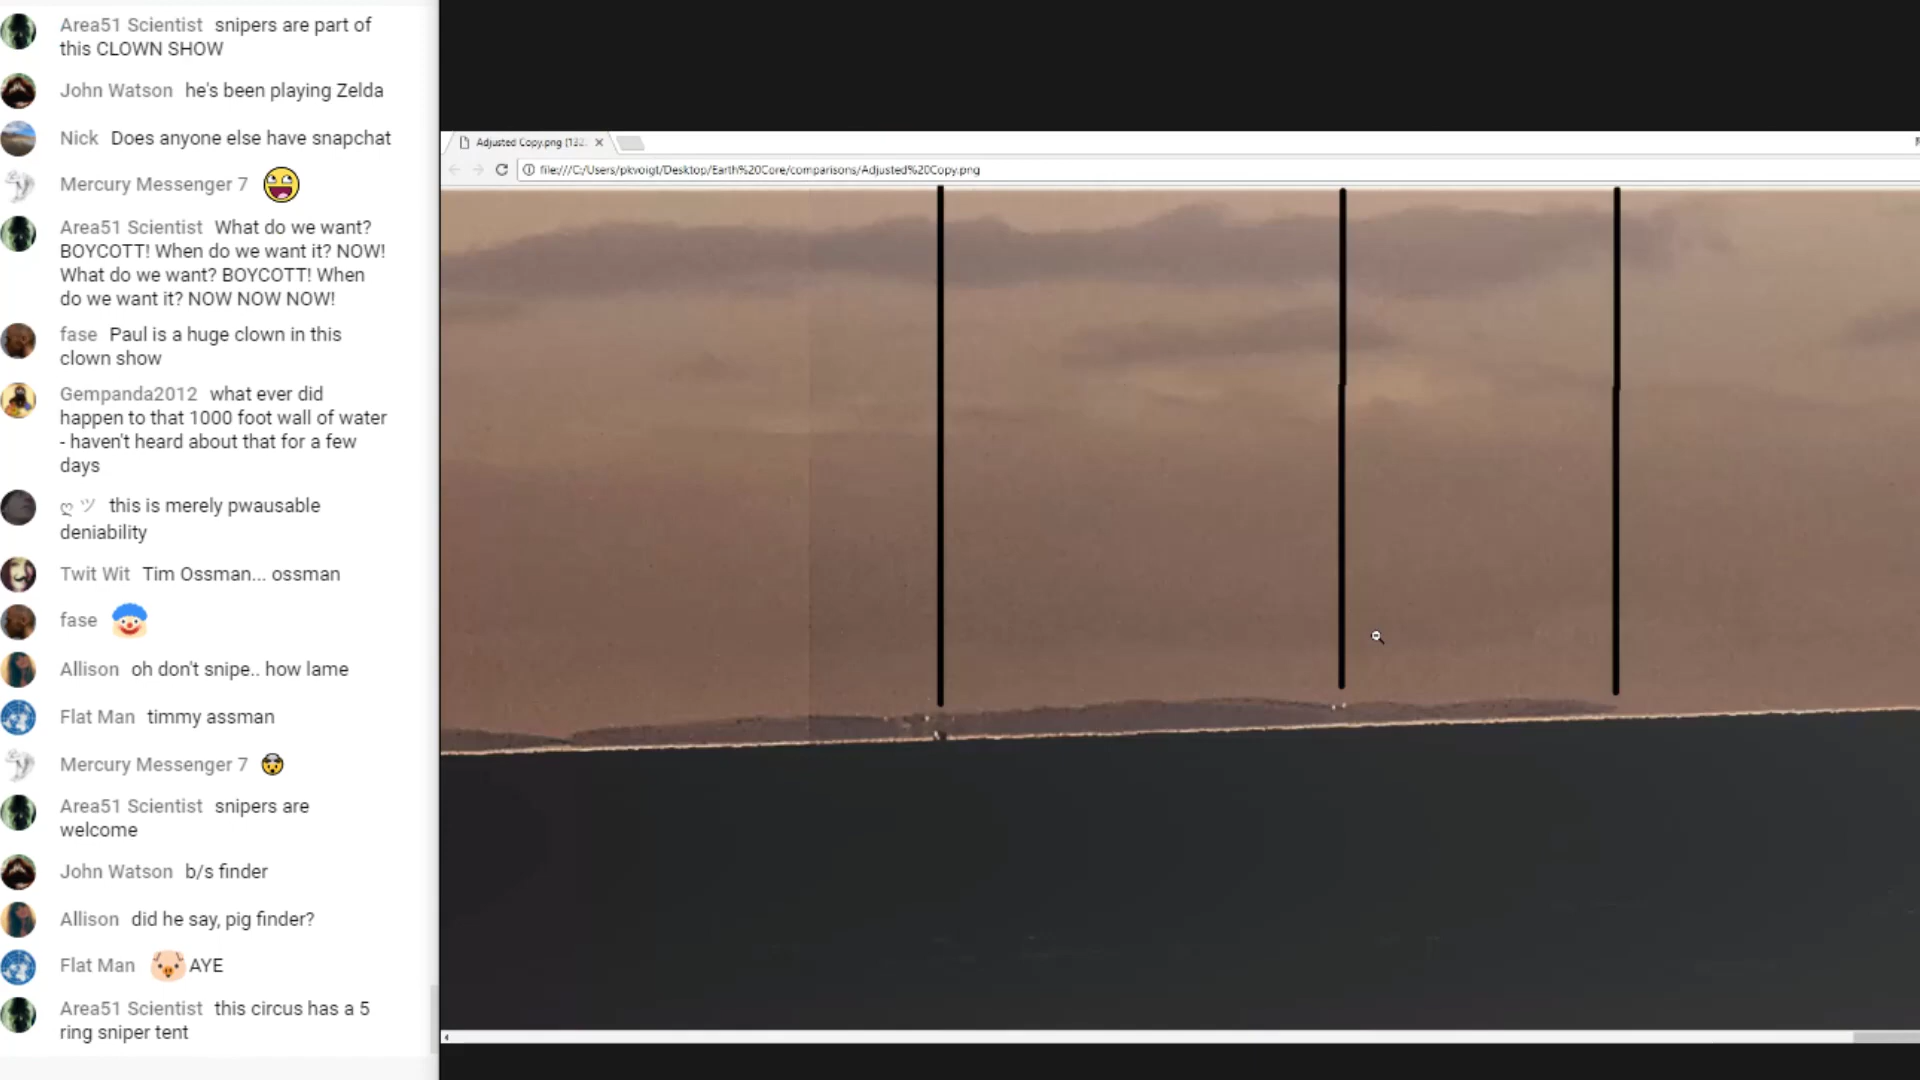 Area51 Scientist snipers are part of
this CLOWN SHOW
John Watson he's been playing Zelda
Nick Does anyone else have snapchat
Mercury Messenger 7
Area51 Scientist What do we want?
BOYCOTT! When do we want it? NOW!
What do we want? BOYCOTT! When
do we want it? NOW NOW NOW!
fase Paul is a huge clown in this
clown show
Gempanda2012 what ever did
happen to that 1000 foot wall of water
- haven't heard about that for a few
days
ღ ツ this is merely pwausable
deniability
Twit Wit Tim Ossman... ossman
fase
Allison oh don't snipe.. how lame
Flat Man timmy assman
Mercury Messenger 7
Area51 Scientist snipers are
welcome
John Watson b/s finder
Allison did he say, pig finder?
Flat Man AYE
Area51 Scientist this circus has a 5
ring sniper tent
Adjusted Copy.png (132
file:///C:/Users/pkvoigt/Desktop/Earth%20Core/comparisons/Adjusted%20Copy.png